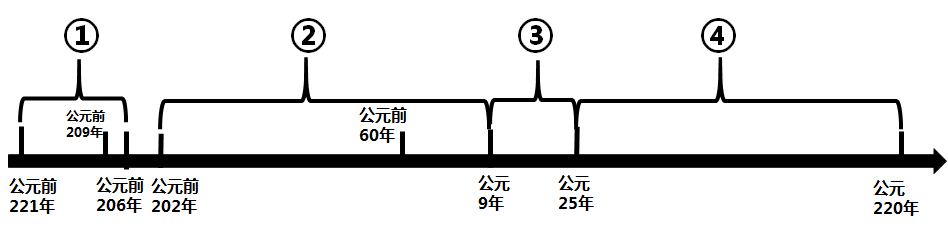 ① ② ③ ④
公元前
209年
公元前
60年
公元前
221年
公元前
206年
公元前
202年
公元
9年
公元
25年
公元
220年